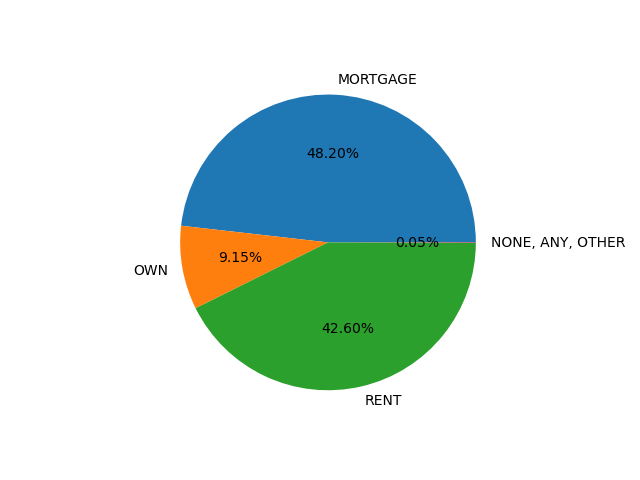 MORTGAGE
48.20%
0.05%
NONE, ANY, OTHER
9.15%
OWN
42.60%
RENT